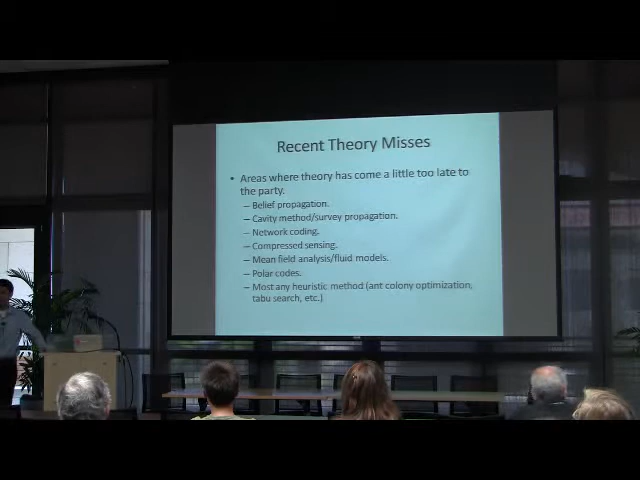 Recent Theory Misses
• Areas where theory has come a little too late to
the party.
– Belief propagation.
– Cavity method/survey propagation.
– Network coding.
– Compressed sensing.
– Mean field analysis/fluid models.
– Polar codes.
– Most any heuristic method (ant colony optimization,
tabu search, etc.)